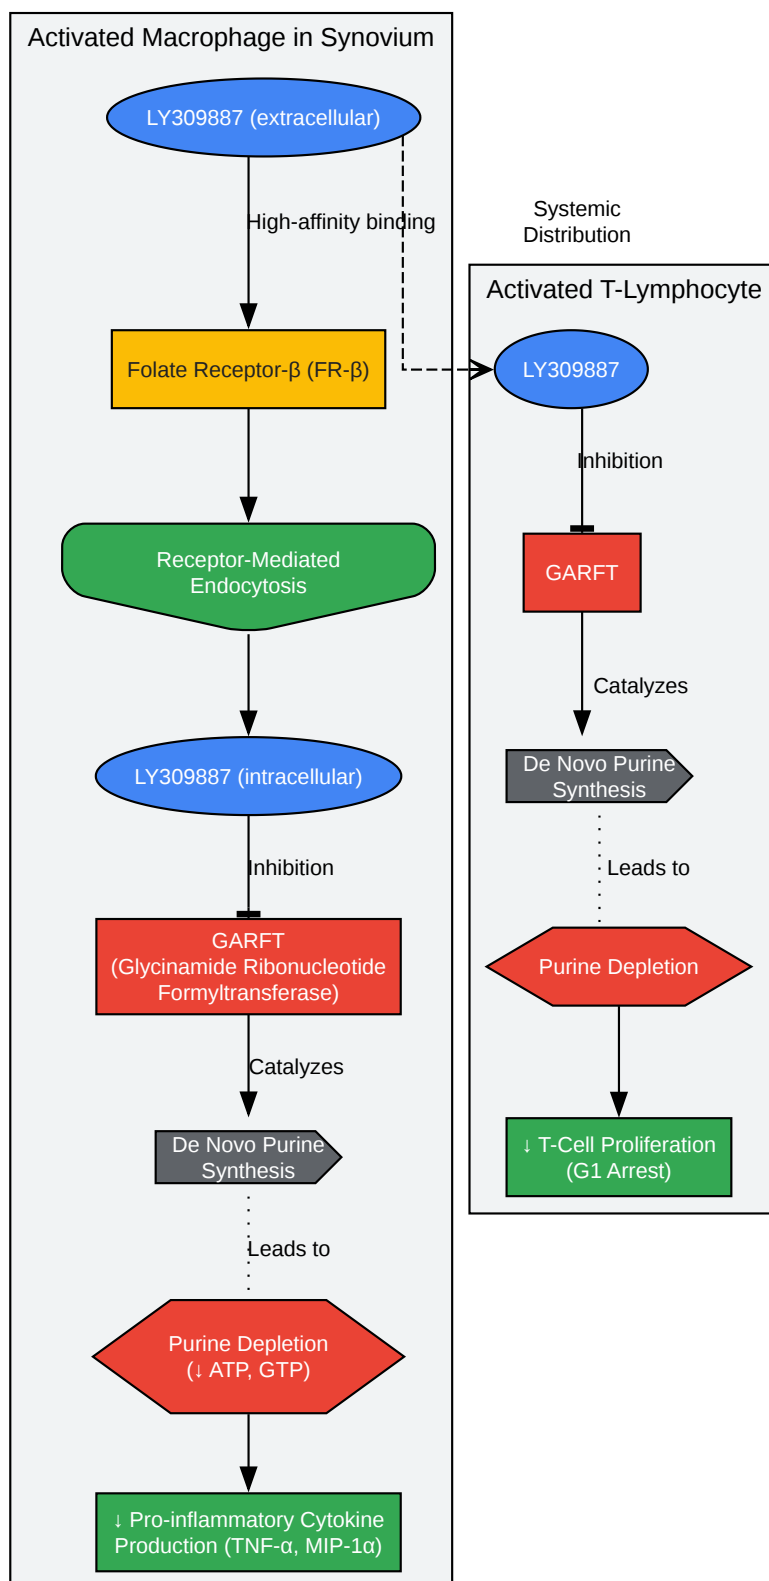 Activated Macrophage in Synovium
LY309887 (extracellular)
High-affinity binding
Folate Receptor-β (FR-β)
Receptor-Mediated
Endocytosis
LY309887 (intracellular)
Inhibition
GARFT
(Glycinamide Ribonucleotide
Formyltransferase)
Catalyzes
De Novo Purine
Synthesis
Leads to
Purine Depletion
(↓ ATP, GTP)
↓ Pro-inflammatory Cytokine
Production (TNF-α, MIP-1α)
Systemic
Distribution
Activated T-Lymphocyte
LY309887
Inhibition
GARFT
Catalyzes
De Novo Purine
Synthesis
Leads to
Purine Depletion
↓ T-Cell Proliferation
(G1 Arrest)